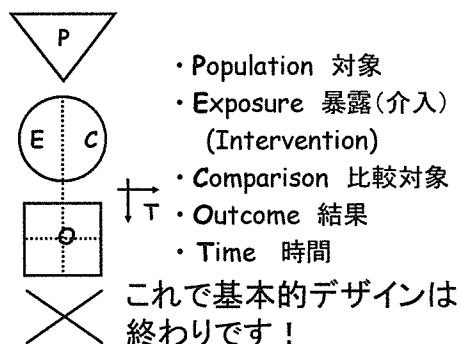 P
・Population 対象
E C
・Exposure 暴露(介入)
(Intervention)
・Comparison 比較対象
T
・Outcome 結果
O
・Time 時間
これで基本的デザインは
終わりです!